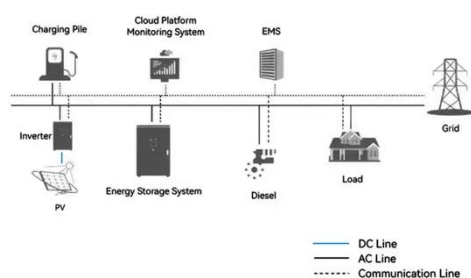 Charging Pile
Cloud Platform
Monitoring System
EMS
Grid
Inverter
PV
Energy Storage System
Diesel
Load
DC Line
AC Line
Communication Line